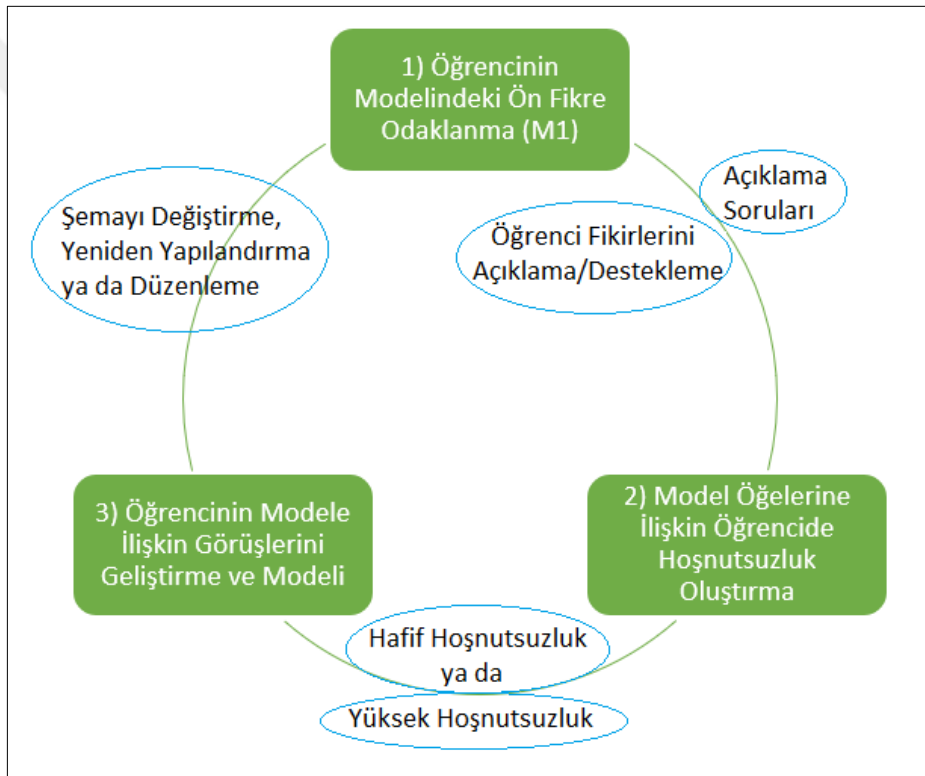 1) Öğrencinin
Modelindeki Ön Fikre
Odaklanma (M1)
Açıklama
Soruları
Öğrenci Fikirlerini
Açıklama/Destekleme
2) Model Öğelerine
İlişkin Öğrencide
Hoşnutsuzluk
Oluştırma
Hafif Hoşnutsuzluk
ya da
Yüksek Hoşnutsuzluk
3) Öğrencinin Modele
İlişkin Görüşlerini
Geliştirme ve Modeli
Şemayı Değiştirme,
Yeniden Yapılandırma
ya da Düzenleme